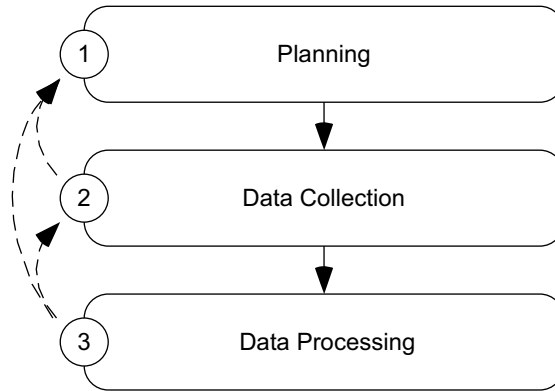 1
Planning
2
Data Collection
3
Data Processing